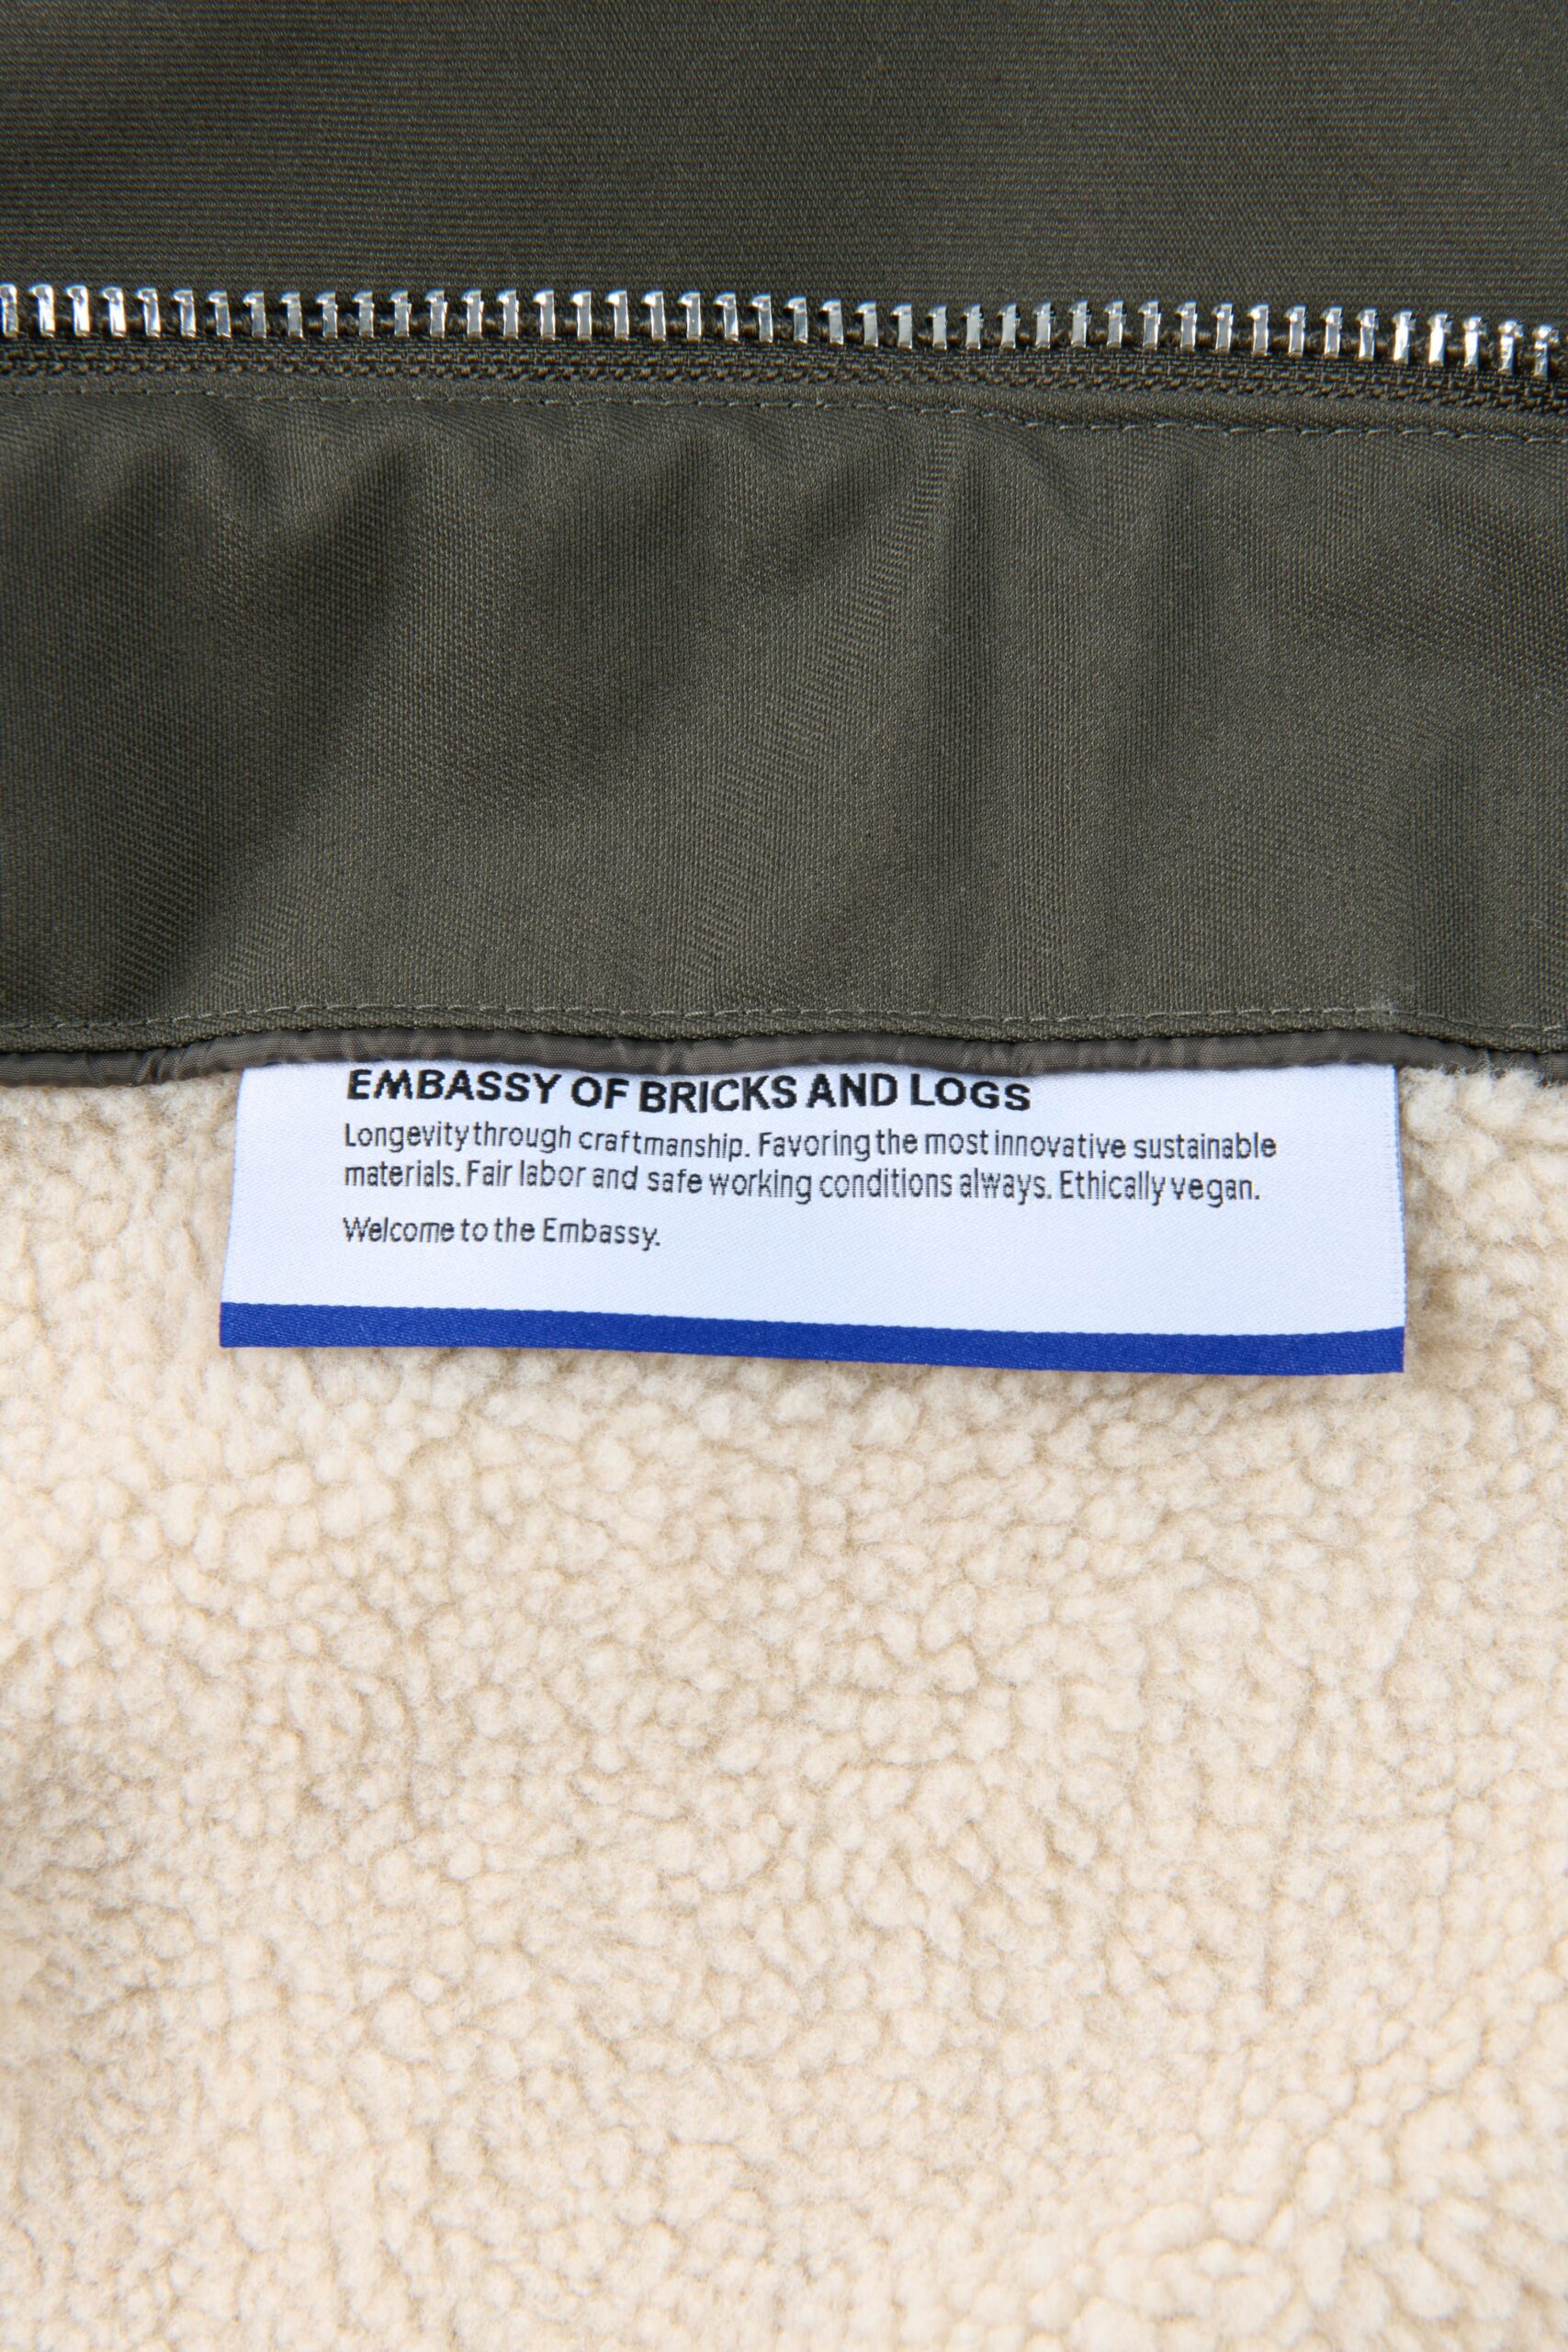 EMBASSY OF BRICKS AND LOGS
Longevity through craftmanship. Favoring the most innovative sustainable
materials. Fair labor and safe working conditions always. Ethically vegan.
Welcome to the Embassy.